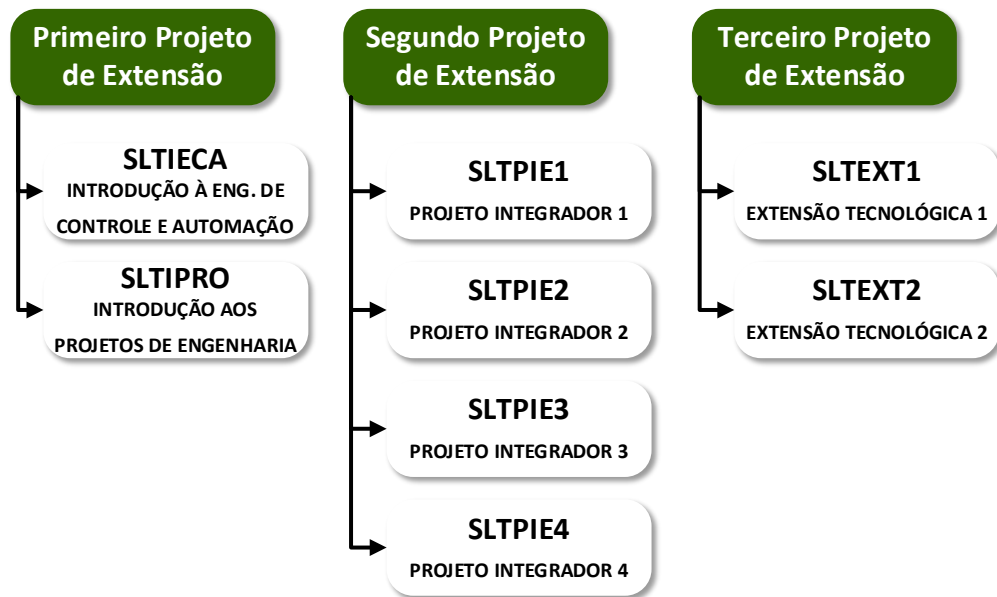 Primeiro Projeto
de Extensão
SLTIECA
INTRODUÇÃO À ENG. DE
CONTROLE E AUTOMAÇÃO
SLTIPRO
INTRODUÇÃO AOS
PROJETOS DE ENGENHARIA
Segundo Projeto
de Extensão
SLTPIE1
PROJETO INTEGRADOR 1
SLTPIE2
PROJETO INTEGRADOR 2
SLTPIE3
PROJETO INTEGRADOR 3
SLTPIE4
PROJETO INTEGRADOR 4
Terceiro Projeto
de Extensão
SLTEXT1
EXTENSÃO TECNOLÓGICA 1
SLTEXT2
EXTENSÃO TECNOLÓGICA 2